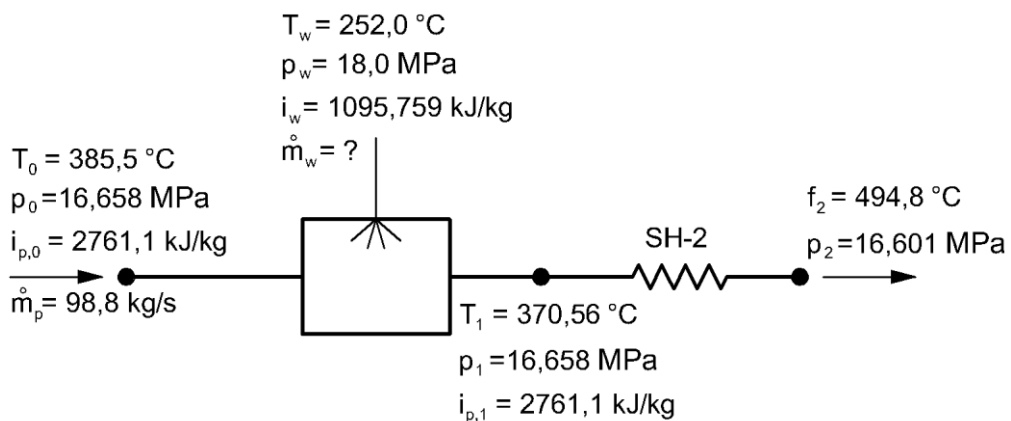 T_w = 252,0 °C
p_w = 18,0 MPa
i_w = 1095,759 kJ/kg
m̊_w = ?
T_0 = 385,5 °C
p_0 =16,658 MPa
i_p,0 = 2761,1 kJ/kg
m̊_p = 98,8 kg/s
SH-2
f_2 = 494,8 °C
p_2 =16,601 MPa
T_1 = 370,56 °C
p_1 =16,658 MPa
i_p,1 = 2761,1 kJ/kg